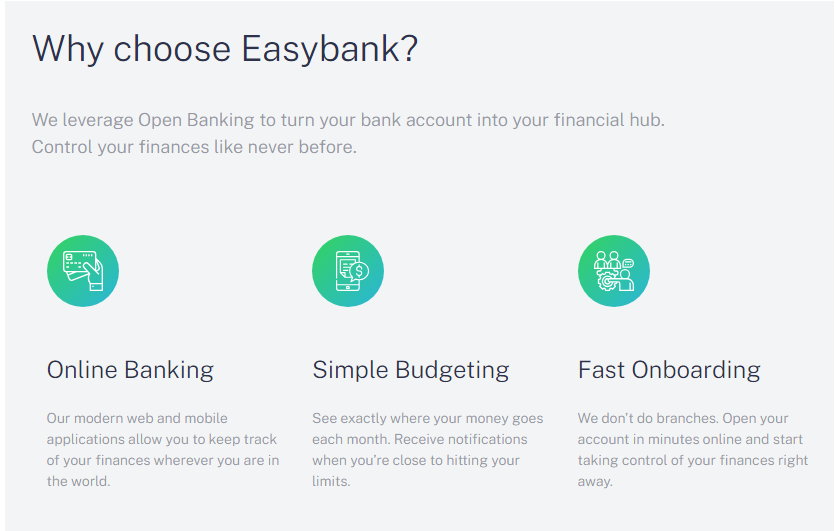 Why choose Easybank?
We leverage Open Banking to turn your bank account into your financial hub.
Control your finances like never before.
Online Banking
Our modern web and mobile
applications allow you to keep track
of your finances wherever you are in
the world.
Simple Budgeting
See exactly where your money goes
each month. Receive notifications
when you’re close to hitting your
limits.
Fast Onboarding
We don’t do branches. Open your
account in minutes online and start
taking control of your finances right
away.